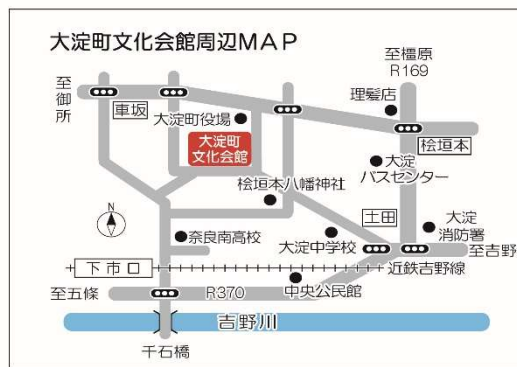 大淀町文化会館周辺MAP
至橿原
R169
至御所
車坂
大淀町役場
理髪店
大淀町
文化会館
桧垣本
大淀
バスセンター
桧垣本八幡神社
土田
大淀
消防署
奈良南高校
大淀中学校
至吉野
下市口
近鉄吉野線
至五條
R370
中央公民館
吉野川
千石橋